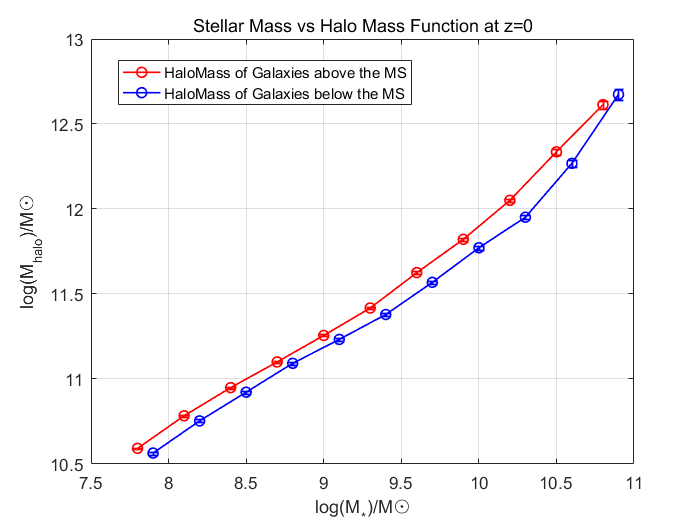 Stellar Mass vs Halo Mass Function at z=0
HaloMass of Galaxies above the MS
HaloMass of Galaxies below the MS
log(M_halo)/M☉
13
12.5
12
11.5
11
10.5
7.5 8 8.5 9 9.5 10 10.5 11
log(M_⋆)/M☉